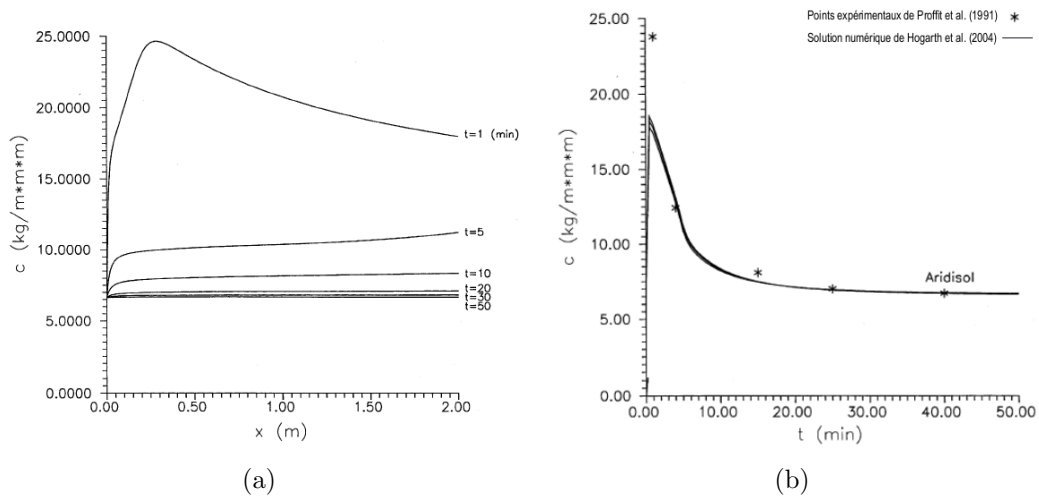 25.0000
20.0000
15.0000
10.0000
5.0000
0.0000
c (kg/m*m*m)
0.00
0.50
1.00
1.50
2.00
x (m)
t=1 (min)
t=5
t=10
t=20
t=30
t=50
(a)
Points expérimentaux de Proffit et al. (1991)
Solution numérique de Hogarth et al. (2004)
25.00
20.00
15.00
10.00
5.00
0.00
c (kg/m*m*m)
Aridisol
0.00
10.00
20.00
30.00
40.00
50.00
t (min)
(b)